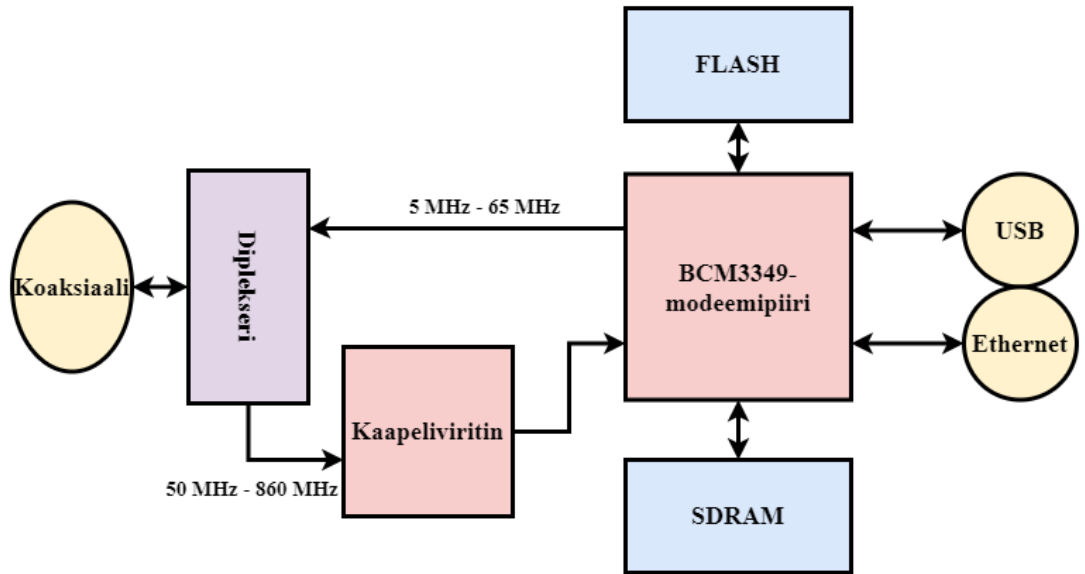 FLASH
5 MHz - 65 MHz
Koaksiaali
Diplekseri
BCM3349-
modeemipiiri
USB
Ethernet
Kaapeliviritin
50 MHz - 860 MHz
SDRAM